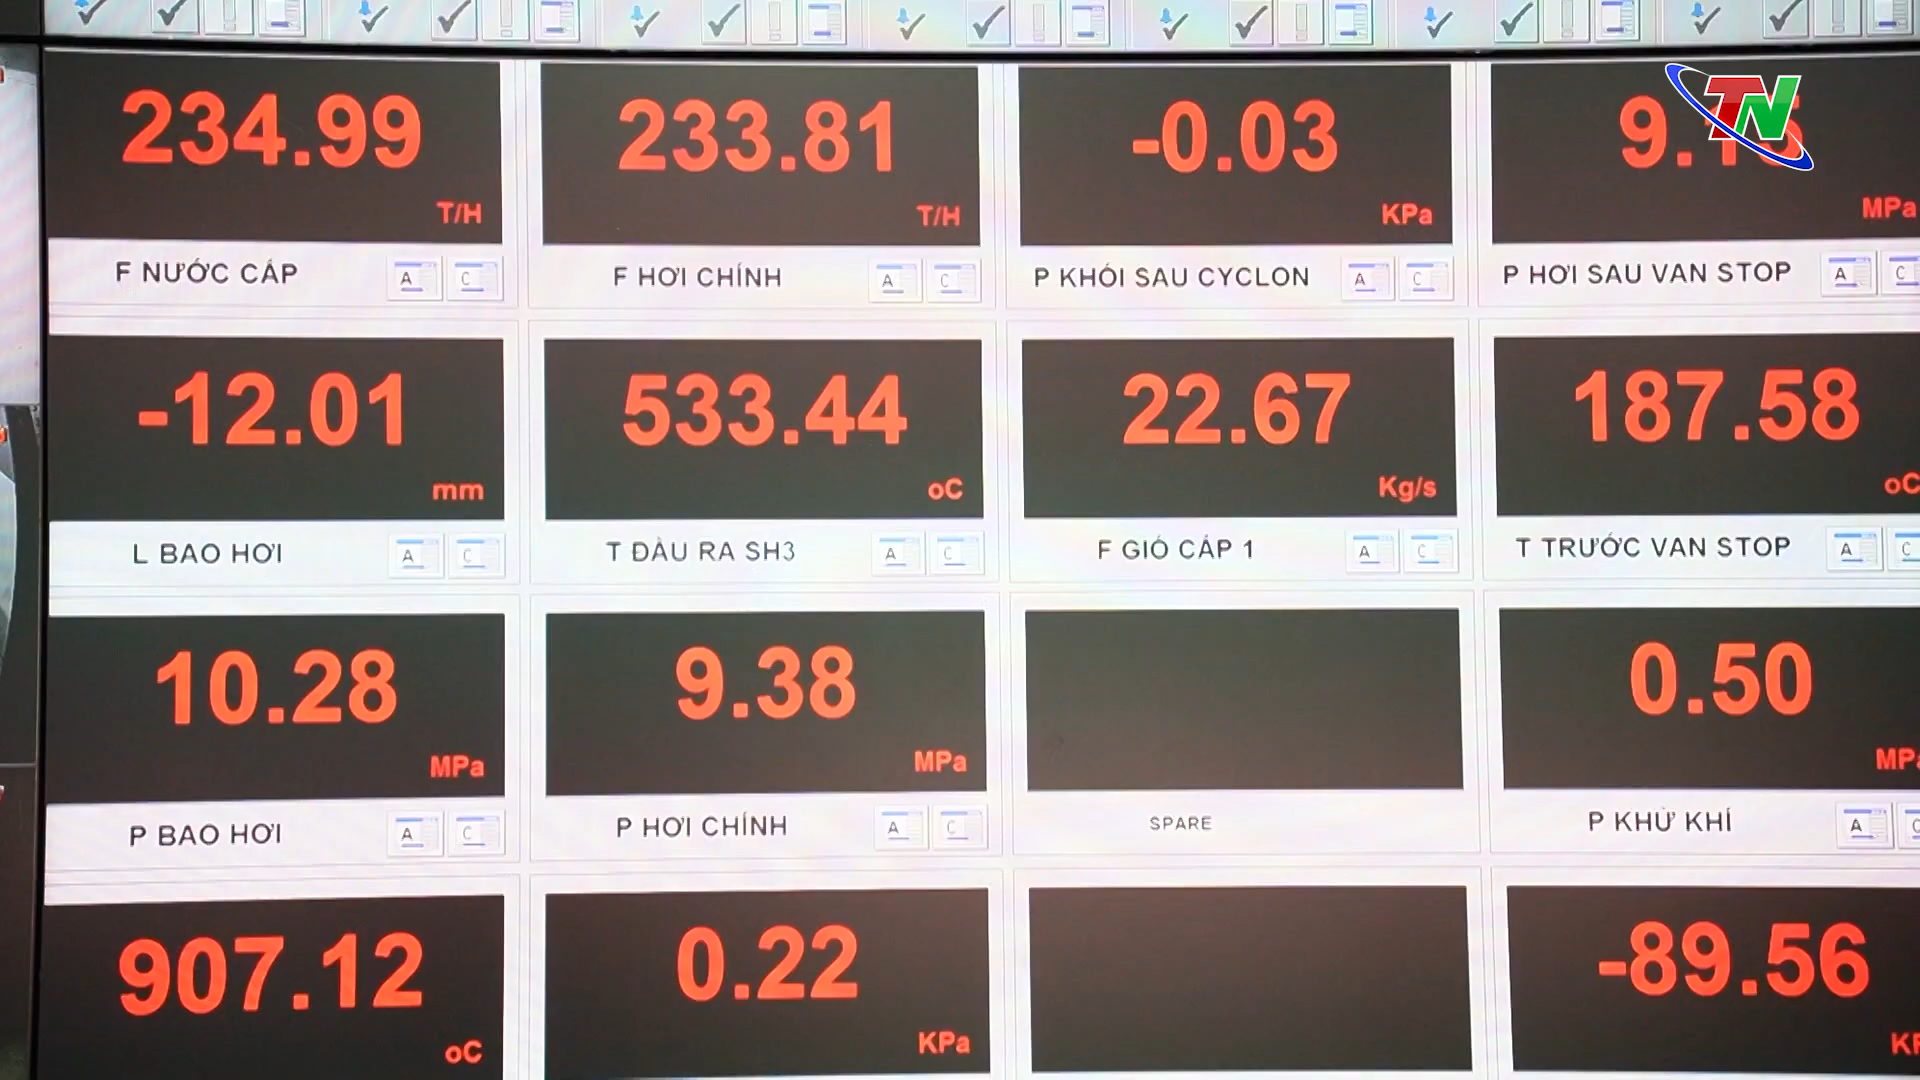 234.99
T/H
F NƯỚC CẤP
A C
233.81
T/H
F HƠI CHÍNH
A C
-0.03
KPa
P KHÓI SAU CYCLON
A C
TN
MPa
P HƠI SAU VAN STOP
A C
-12.01
mm
L BAO HƠI
A C
533.44
oC
T ĐẦU RA SH3
A C
22.67
Kg/s
F GIÓ CẤP 1
A C
187.58
oC
T TRƯỚC VAN STOP
A C
10.28
MPa
P BAO HƠI
A C
9.38
MPa
P HƠI CHÍNH
A C
SPARE
0.50
MPa
P KHỬ KHÍ
A C
907.12
oC
0.22
KPa
-89.56